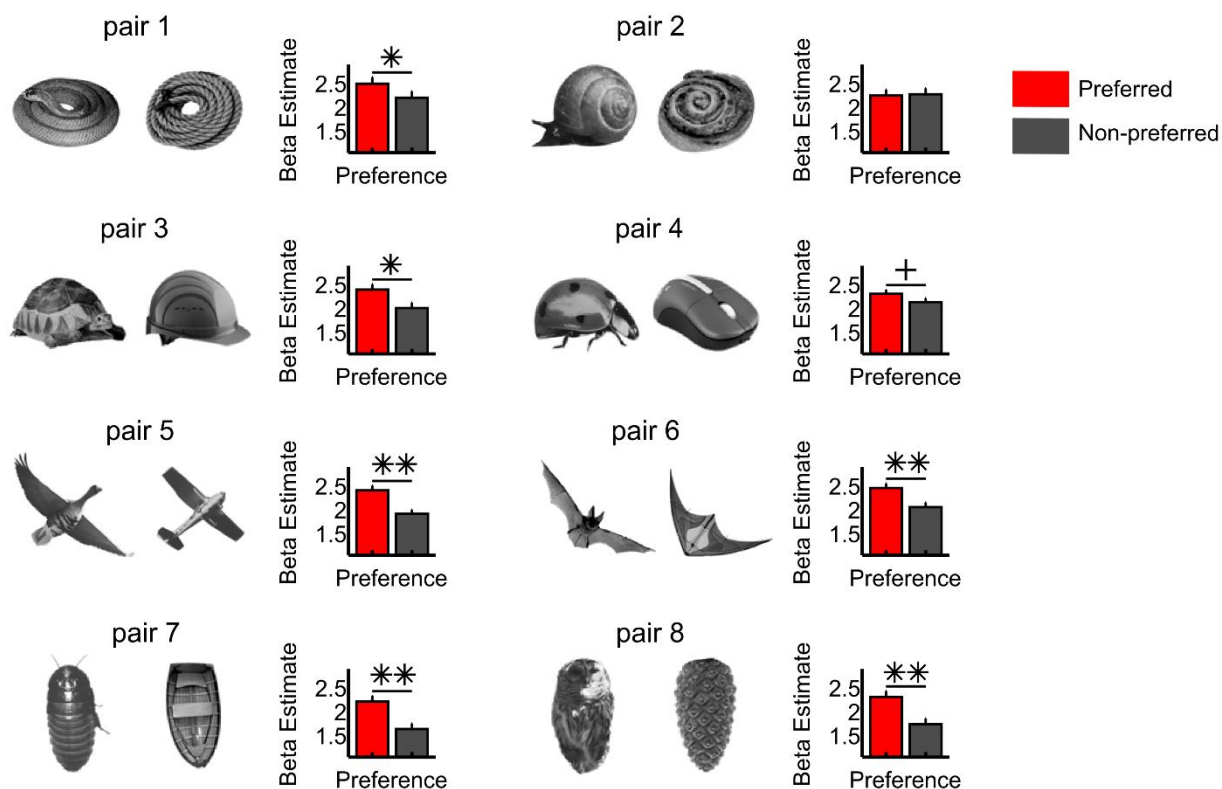 pair 1
Beta Estimate
2.5
2
1.5
*
Preference
pair 2
Beta Estimate
2.5
2
1.5
Preference
Preferred
Non-preferred
pair 3
Beta Estimate
2.5
2
1.5
*
Preference
pair 4
Beta Estimate
2.5
2
1.5
+
Preference
pair 5
Beta Estimate
2.5
2
1.5
**
Preference
pair 6
Beta Estimate
2.5
2
1.5
**
Preference
pair 7
Beta Estimate
2.5
2
1.5
**
Preference
pair 8
Beta Estimate
2.5
2
1.5
**
Preference